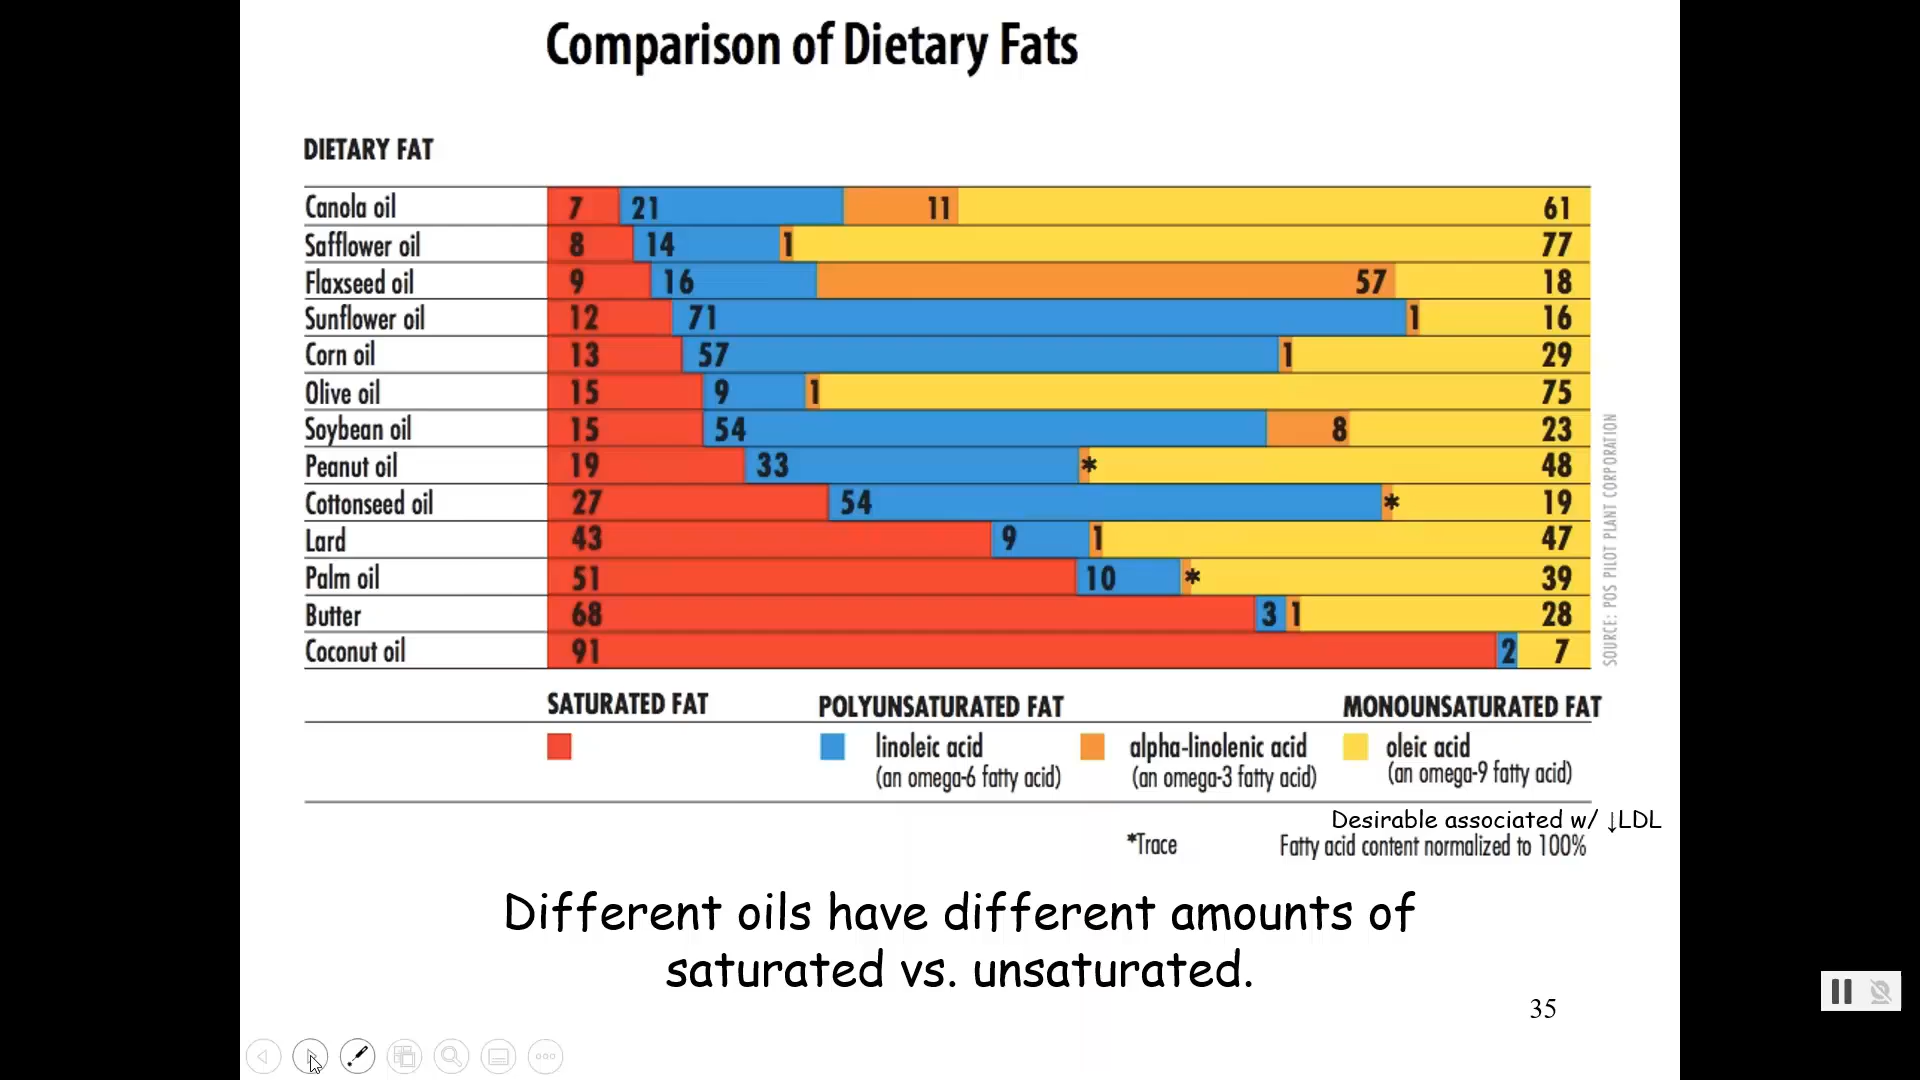 Comparison of Dietary Fats
DIETARY FAT
Canola oil 7 21 11 61
Safflower oil 8 14 1 77
Flaxseed oil 9 16 57 18
Sunflower oil 12 71 1 16
Corn oil 13 57 1 29
Olive oil 15 9 1 75
Soybean oil 15 54 8 23
Peanut oil 19 33 * 48
Cottonseed oil 27 54 * 19
Lard 43 9 1 47
Palm oil 51 10 * 39
Butter 68 3 1 28
Coconut oil 91 2 7
SOURCE: POS PILOT PLANT CORPORATION
SATURATED FAT POLYUNSATURATED FAT MONOUNSATURATED FAT
linoleic acid alpha-linolenic acid oleic acid
(an omega-6 fatty acid) (an omega-3 fatty acid) (an omega-9 fatty acid)
Desirable associated w/ ↓LDL
*Trace Fatty acid content normalized to 100%
Different oils have different amounts of
saturated vs. unsaturated.
35